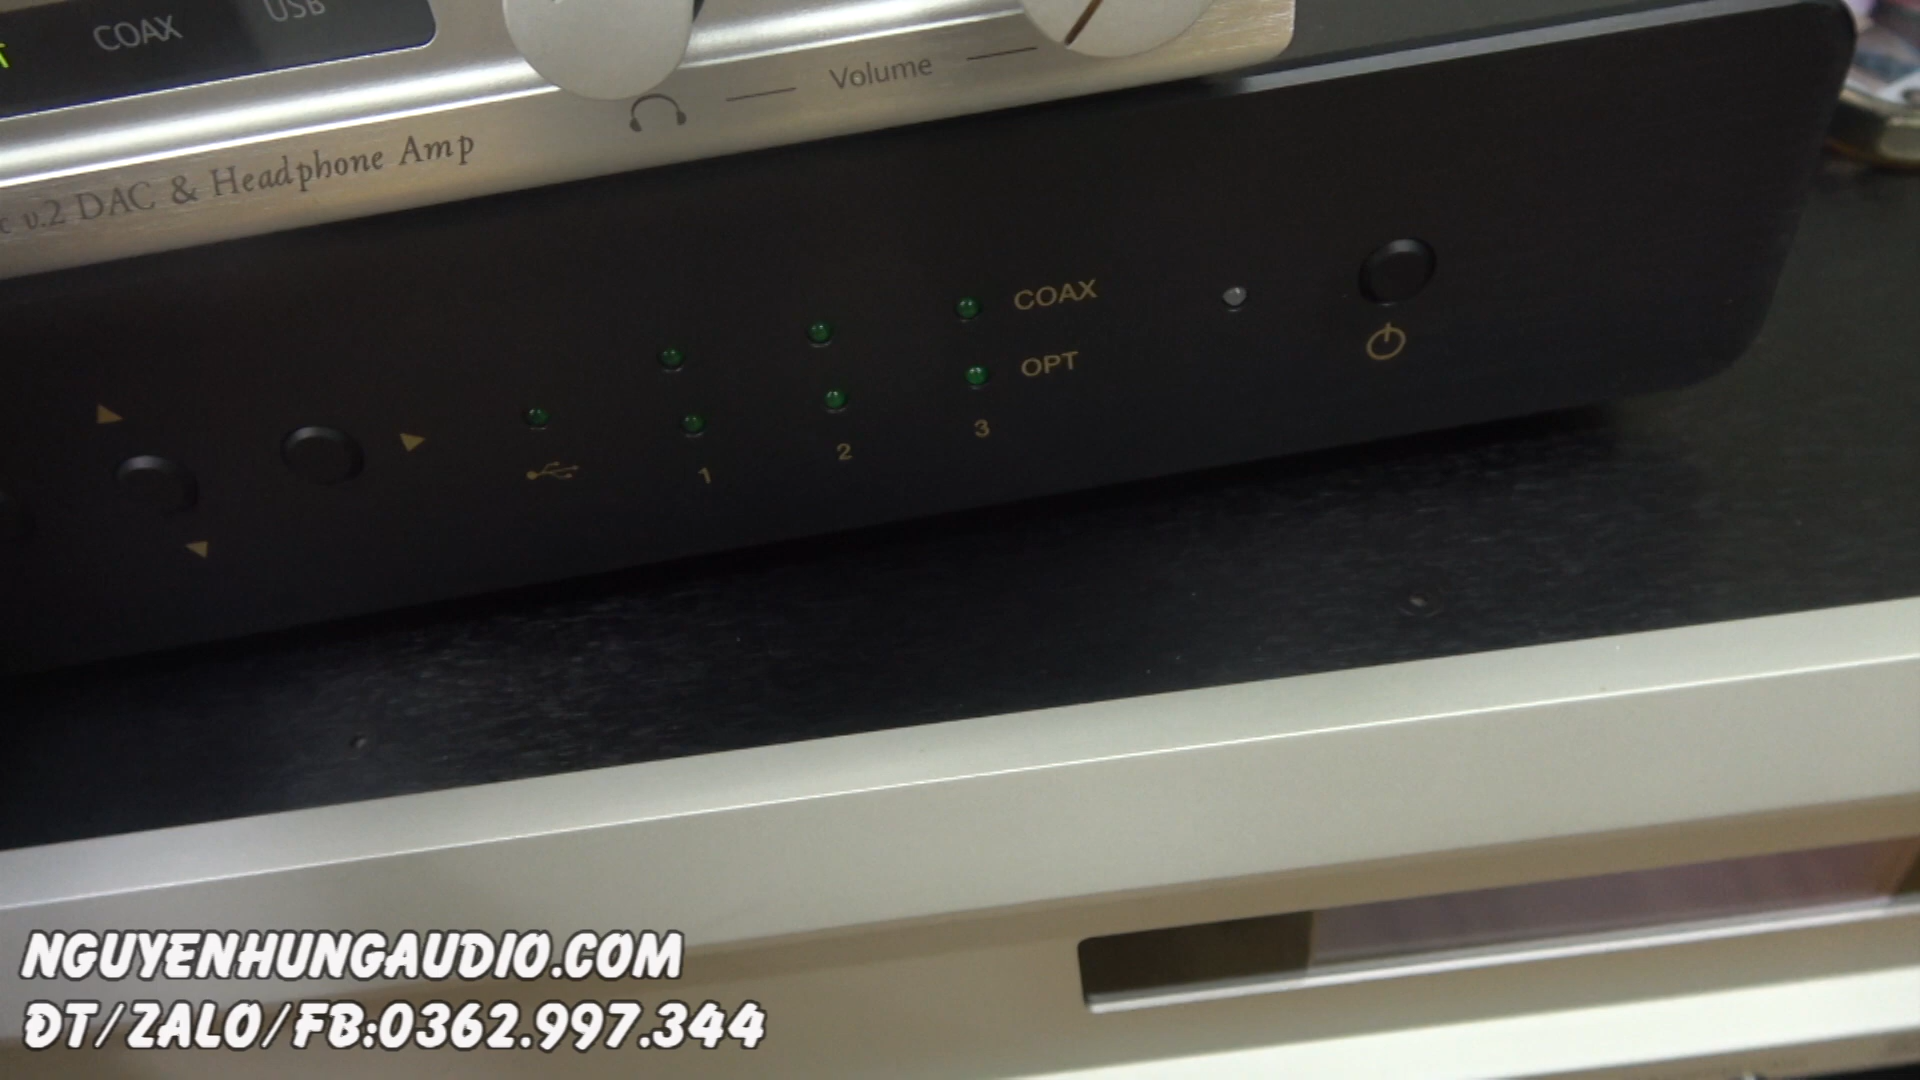 COAX USB
Volume
v.2 DAC & Headphone Amp
COAX
OPT
1 2 3
NGUYENHUNGAUDIO.COM
ĐT/ZALO/FB:0362.997.344